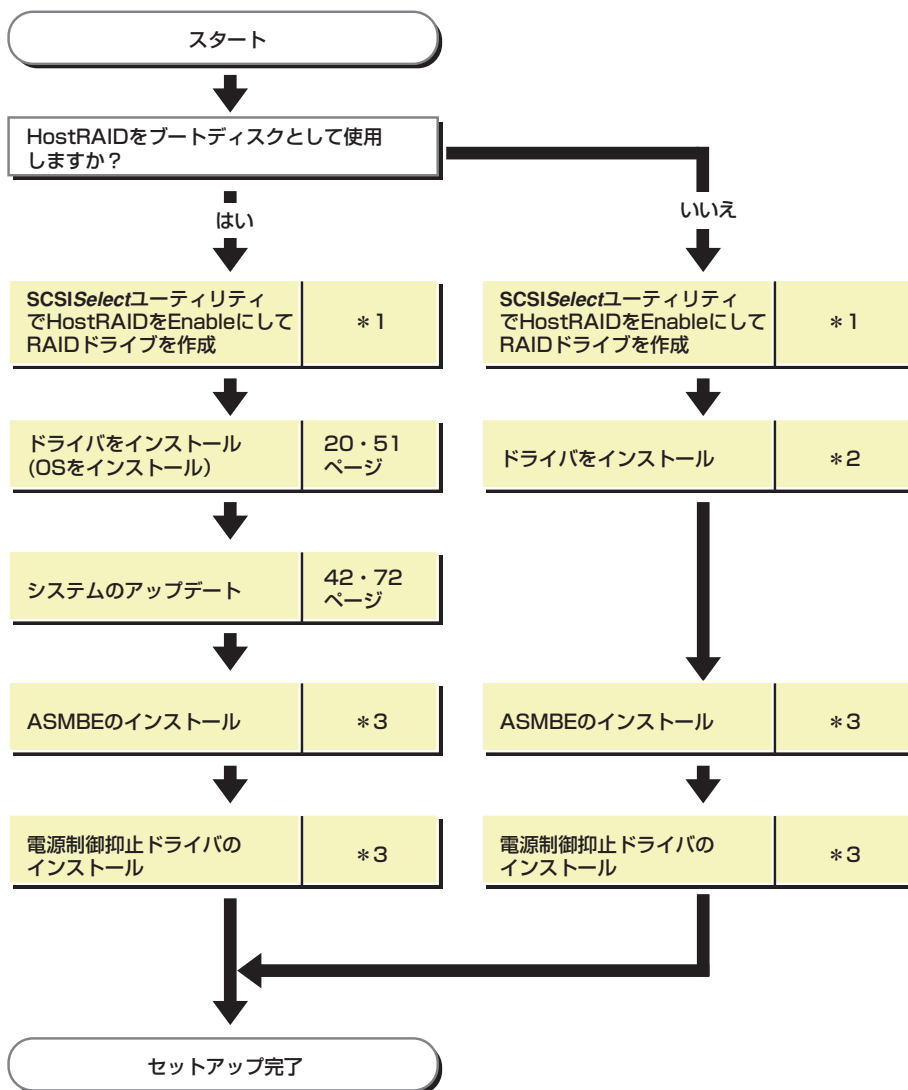 スタート
HostRAIDをブートディスクとして使用
しますか？
はい
いいえ
SCSISelectユーティリティ
でHostRAIDをEnableにして
RAIDドライブを作成
＊1
SCSISelectユーティリティ
でHostRAIDをEnableにして
RAIDドライブを作成
＊1
ドライバをインストール
(OSをインストール）
20・51
ページ
ドライバをインストール
＊2
システムのアップデート
42・72
ページ
ASMBEのインストール
＊3
ASMBEのインストール
＊3
電源制御抑止ドライバの
インストール
＊3
電源制御抑止ドライバの
インストール
＊3
セットアップ完了